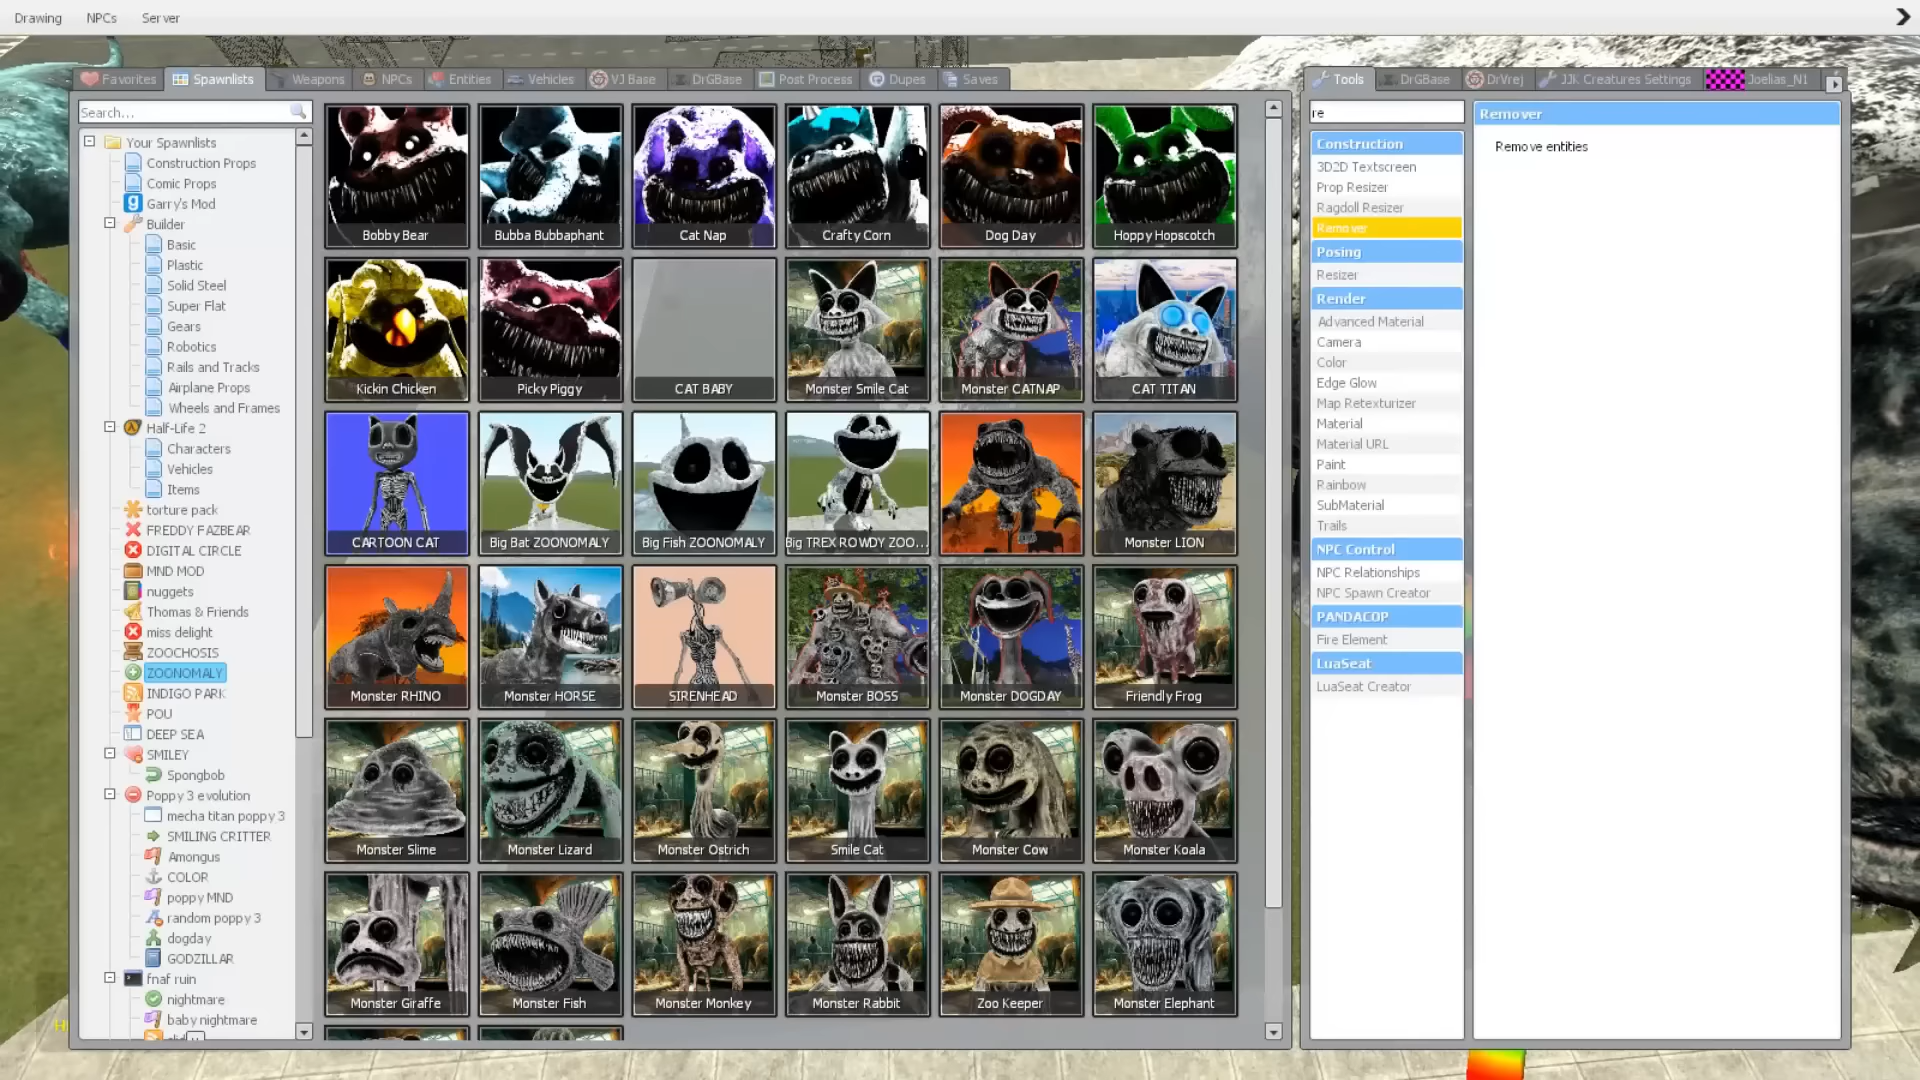 Drawing NPCs Server
Favorites Spawnlists Weapons NPCs Entities Vehicles VJ Base DrGBase Post Process Dupes Saves
Search...
Your Spawnlists
Construction Props
Comic Props
Garry's Mod
Builder
Basic
Plastic
Solid Steel
Super Flat
Gears
Robotics
Rails and Tracks
Airplane Props
Wheels and Frames
Half-Life 2
Characters
Vehicles
Items
torture pack
FREDDY FAZBEAR
DIGITAL CIRCLE
MND MOD
nuggets
Thomas & Friends
miss delight
ZOOCHOSIS
ZOONOMALY
INDIGO PARK
POU
DEEP SEA
SMILEY
Spongbob
Poppy 3 evolution
mecha titan poppy 3
SMILING CRITTER
Amongus
COLOR
poppy MND
random poppy 3
dogday
GODZILLAR
fnaf ruin
nightmare
baby nightmare
Bobby Bear Bubba Bubbaphant Cat Nap Crafty Corn Dog Day Hoppy Hopscotch
Kickin Chicken Picky Piggy CAT BABY Monster Smile Cat Monster CATNAP CAT TITAN
CARTOON CAT Big Bat ZOONOMALY Big Fish ZOONOMALY Big TREX ROWDY ZOO... Monster LION
Monster RHINO Monster HORSE SIRENHEAD Monster BOSS Monster DOGDAY Friendly Frog
Monster Slime Monster Lizard Monster Ostrich Smile Cat Monster Cow Monster Koala
Monster Giraffe Monster Fish Monster Monkey Monster Rabbit Zoo Keeper Monster Elephant
Tools DrGBase DrVrej JJK Creatures Settings Joelias_N1
re
Construction
3D2D Textscreen
Prop Resizer
Ragdoll Resizer
Remover
Posing
Resizer
Render
Advanced Material
Camera
Color
Edge Glow
Map Retexturizer
Material
Material URL
Paint
Rainbow
SubMaterial
Trails
NPC Control
NPC Relationships
NPC Spawn Creator
PANDACOP
Fire Element
LuaSeat
LuaSeat Creator
Remover
Remove entities